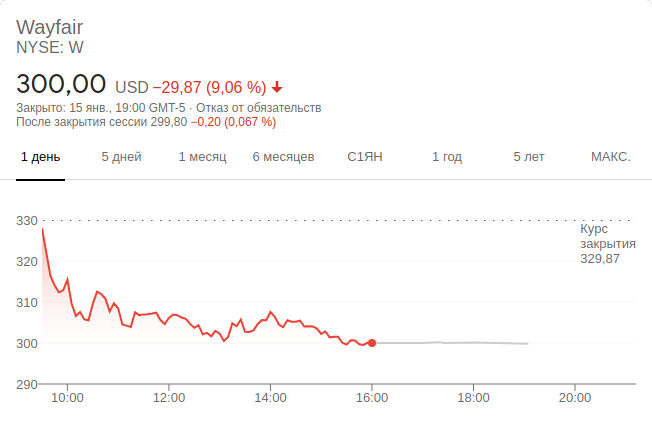 Wayfair
NYSE: W
300,00 USD −29,87 (9,06 %)
Закрыто: 15 янв., 19:00 GMT-5 · Отказ от обязательств
После закрытия сессии 299,80 −0,20 (0,067 %)
1 день 5 дней 1 месяц 6 месяцев С1ЯН 1 год 5 лет МАКС.
330
Курс
закрытия
329,87
320
310
300
290
10:00 12:00 14:00 16:00 18:00 20:00